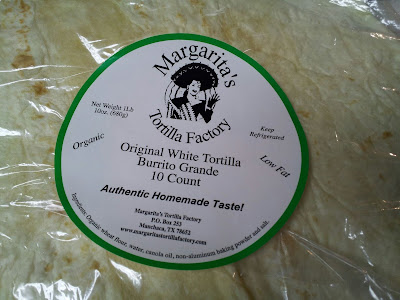 Margarita's
Tortilla Factory
Net Weight 1Lb
10oz. (680g)
Keep
Refrigerated
Organic
Low Fat
Original White Tortilla
Burrito Grande
10 Count
Authentic Homemade Taste!
Margarita's Tortilla Factory
P.O. Box 253
Manchaca, TX 78652
www.margaritastortillafactory.com
Ingredients: Organic wheat flour, water, canola oil, non-aluminum baking powder and salt.